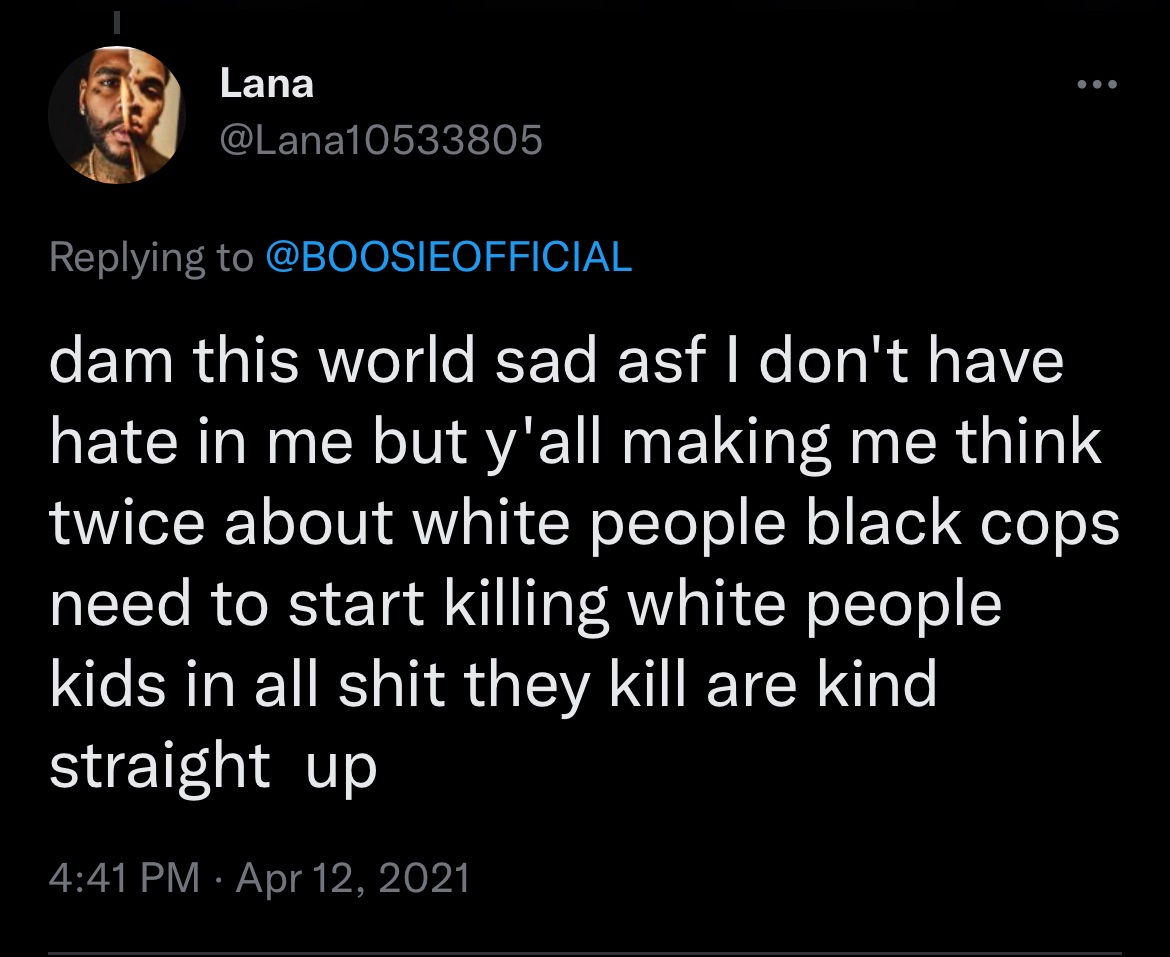 Lana
@Lana10533805
Replying to @BOOSIEOFFICIAL
dam this world sad asf I don't have
hate in me but y'all making me think
twice about white people black cops
need to start killing white people
kids in all shit they kill are kind
straight  up
4:41 PM · Apr 12, 2021